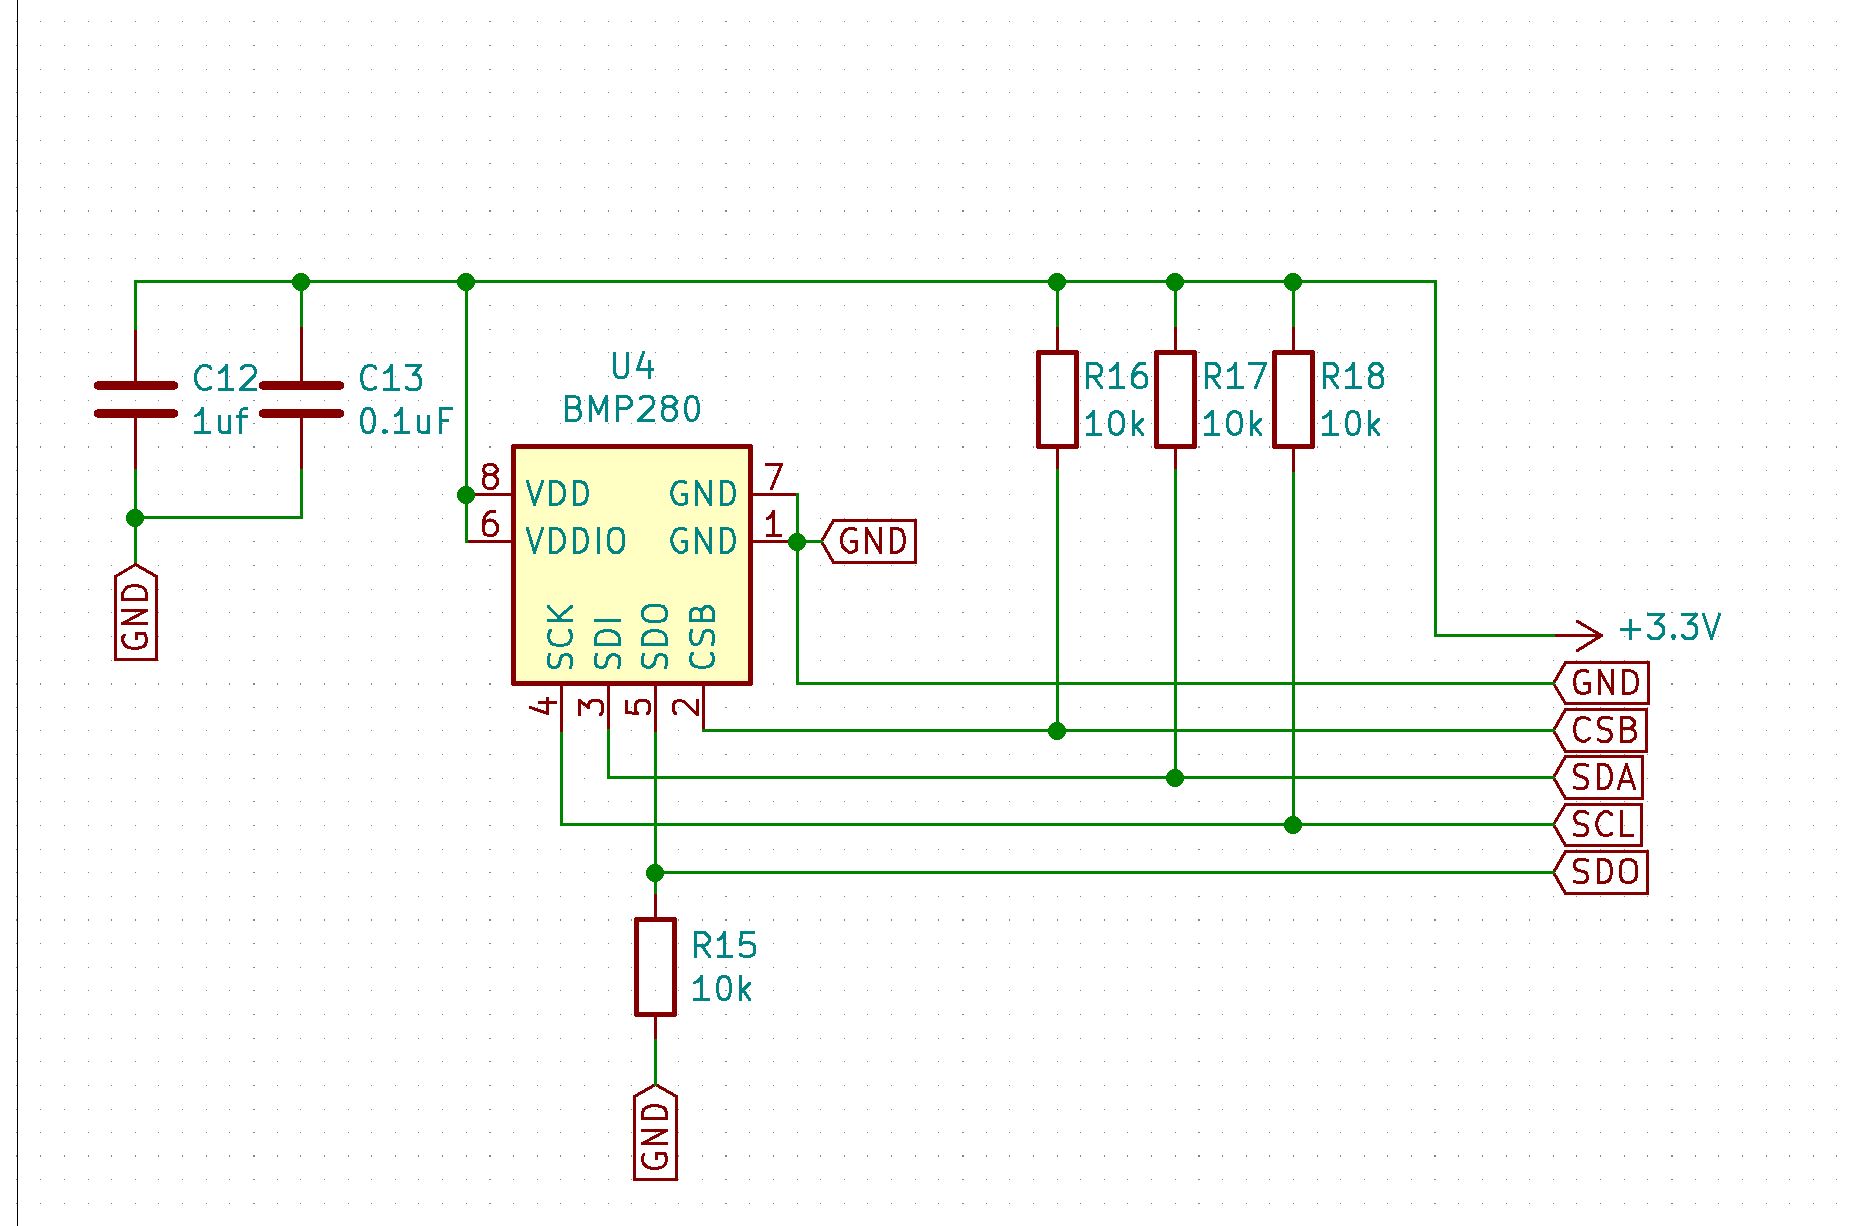 C12
1uf
C13
0.1uF
GND
U4
BMP280
8
VDD
6
VDDIO
7
GND
1
GND
GND
SCK
SDI
SDO
CSB
4
3
5
2
R16
10k
R17
10k
R18
10k
+3.3V
GND
CSB
SDA
SCL
SDO
R15
10k
GND